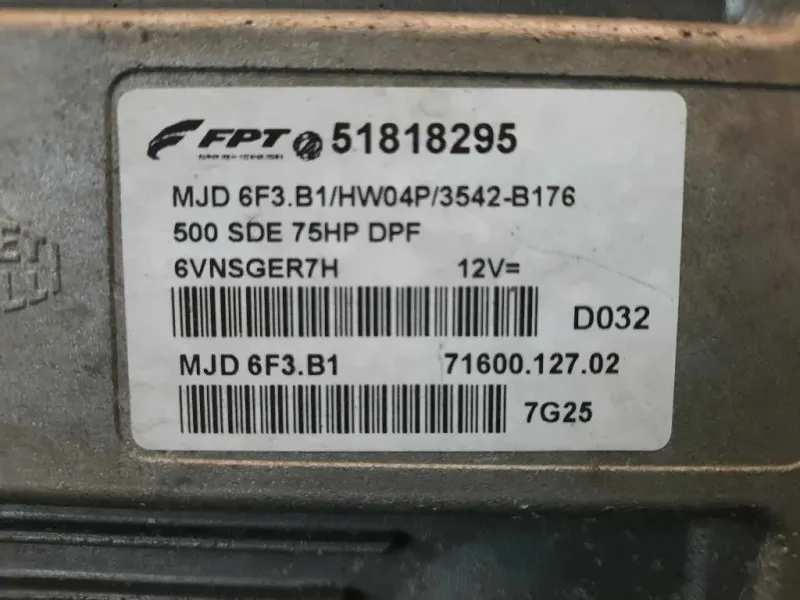 FPT 51818295
MJD 6F3.B1/HW04P/3542-B176
500 SDE 75HP DPF
6VNSGER7H 12V=
D032
MJD 6F3.B1 71600.127.02
7G25